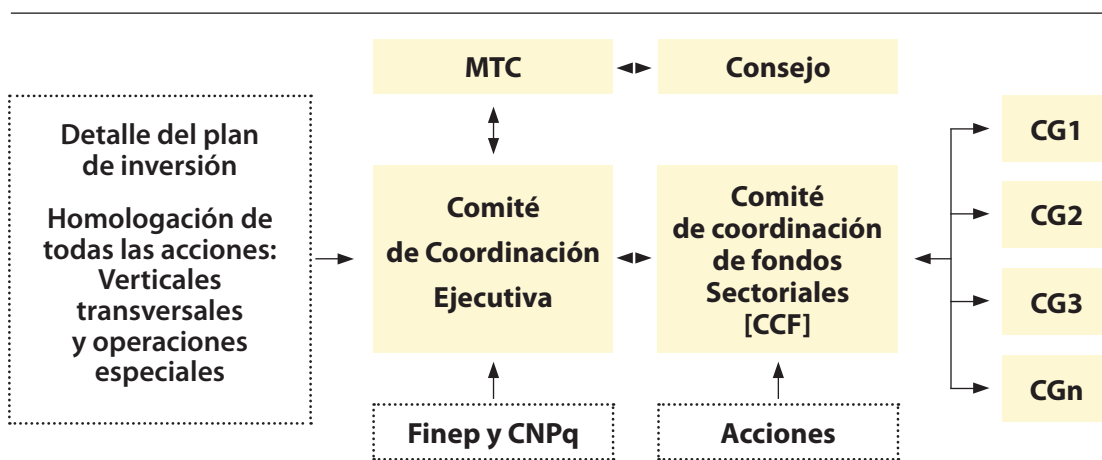 MTC
Consejo
Detalle del plan
de inversión
Homologación de
todas las acciones:
Verticales
transversales
y operaciones
especiales
Comité
de Coordinación
Ejecutiva
Comité
de coordinación
de fondos
Sectoriales
[CCF]
CG1
CG2
CG3
CGn
Finep y CNPq
Acciones